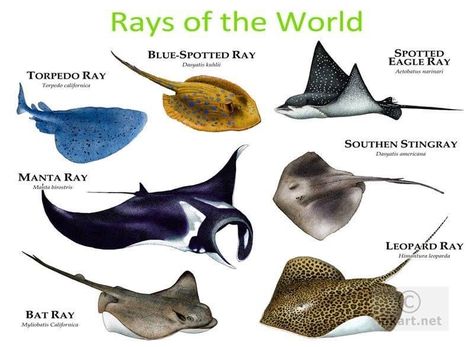 Rays of the World
BLUE-SPOTTED RAY
Dasyatis kuhlii
SPOTTED
EAGLE RAY
Aetobatus narinari
TORPEDO RAY
Torpedo californica
SOUTHEN STINGRAY
Dasyatis americana
MANTA RAY
Manta birostris
LEOPARD RAY
Himantura leoparda
BAT RAY
Myliobatis Californica